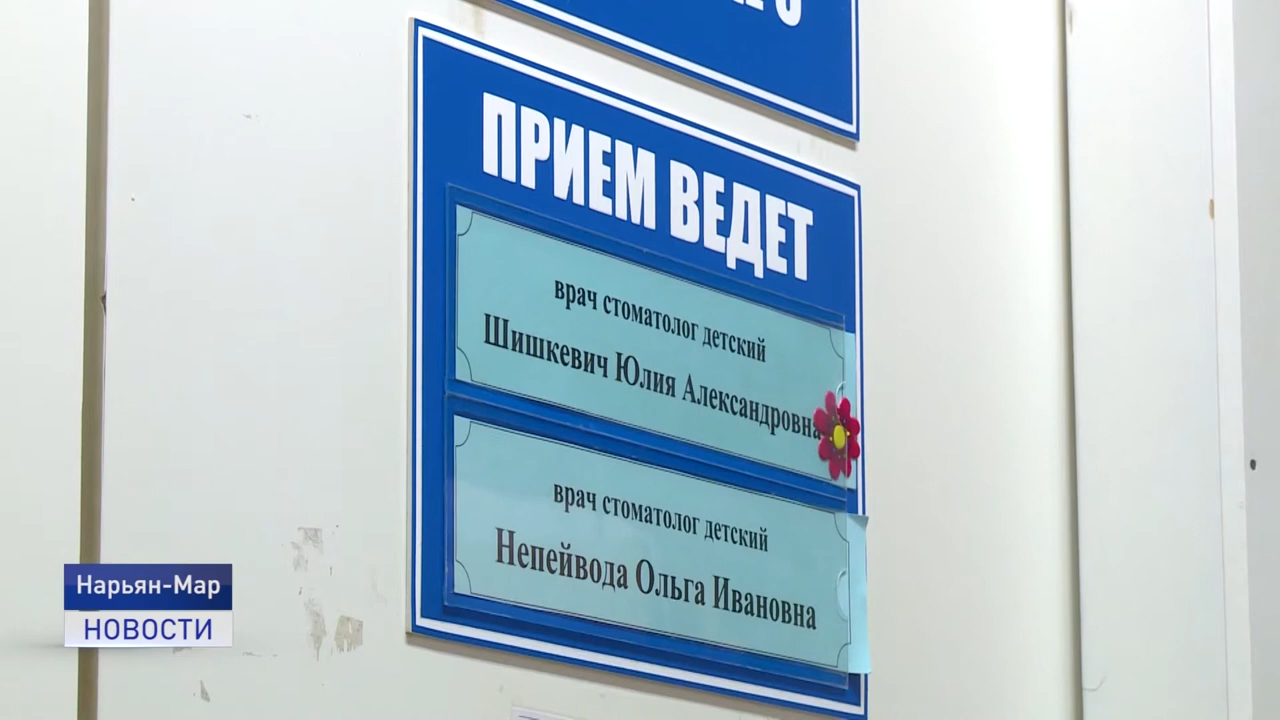 ПРИЕМ ВЕДЕТ
врач стоматолог детский
Шишкевич Юлия Александровна
врач стоматолог детский
Непейвода Ольга Ивановна
Нарьян-Мар
НОВОСТИ